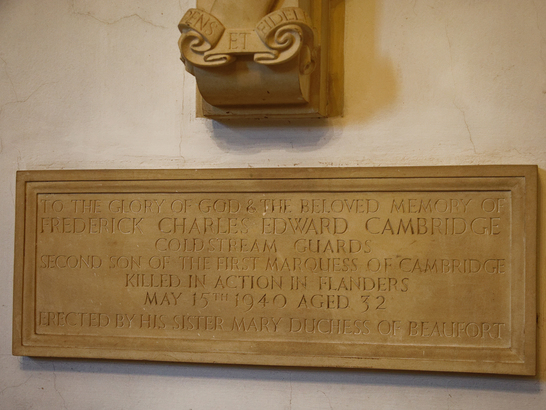 PENSE
ET
FIDEI
TO THE GLORY OF GOD & THE BELOVED MEMORY OF
FREDERICK CHARLES EDWARD CAMBRIDGE
COLDSTREAM GUARDS
SECOND SON OF THE FIRST MARQUESS OF CAMBRIDGE
KILLED IN ACTION IN FLANDERS
MAY 15TH 1940 AGED 32
ERECTED BY HIS SISTER MARY DUCHESS OF BEAUFORT